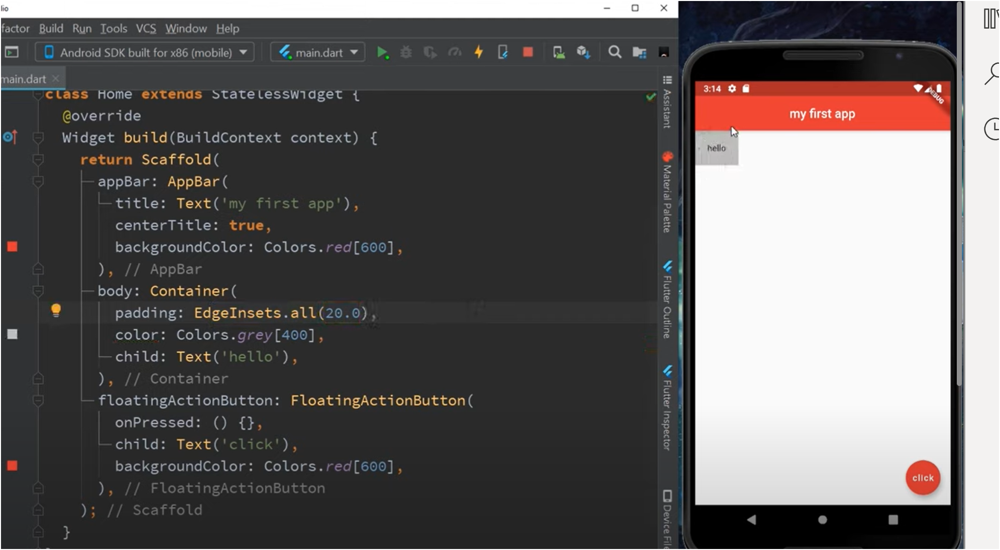 lio
factor Build Run Tools VCS Window Help
Android SDK built for x86 (mobile) main.dart
main.dart
class Home extends StatelessWidget {
@override
Widget build(BuildContext context) {
return Scaffold(
appBar: AppBar(
title: Text('my first app'),
centerTitle: true,
backgroundColor: Colors.red[600],
), // AppBar
body: Container(
padding: EdgeInsets.all(20.0),
color: Colors.grey[400],
child: Text('hello'),
), // Container
floatingActionButton: FloatingActionButton(
onPressed: () {},
child: Text('click'),
backgroundColor: Colors.red[600],
), // FloatingActionButton
); // Scaffold
}
Assistant
Material Palette
Flutter Outline
Flutter Inspector
Device File
3:14
DEBUG
my first app
hello
click